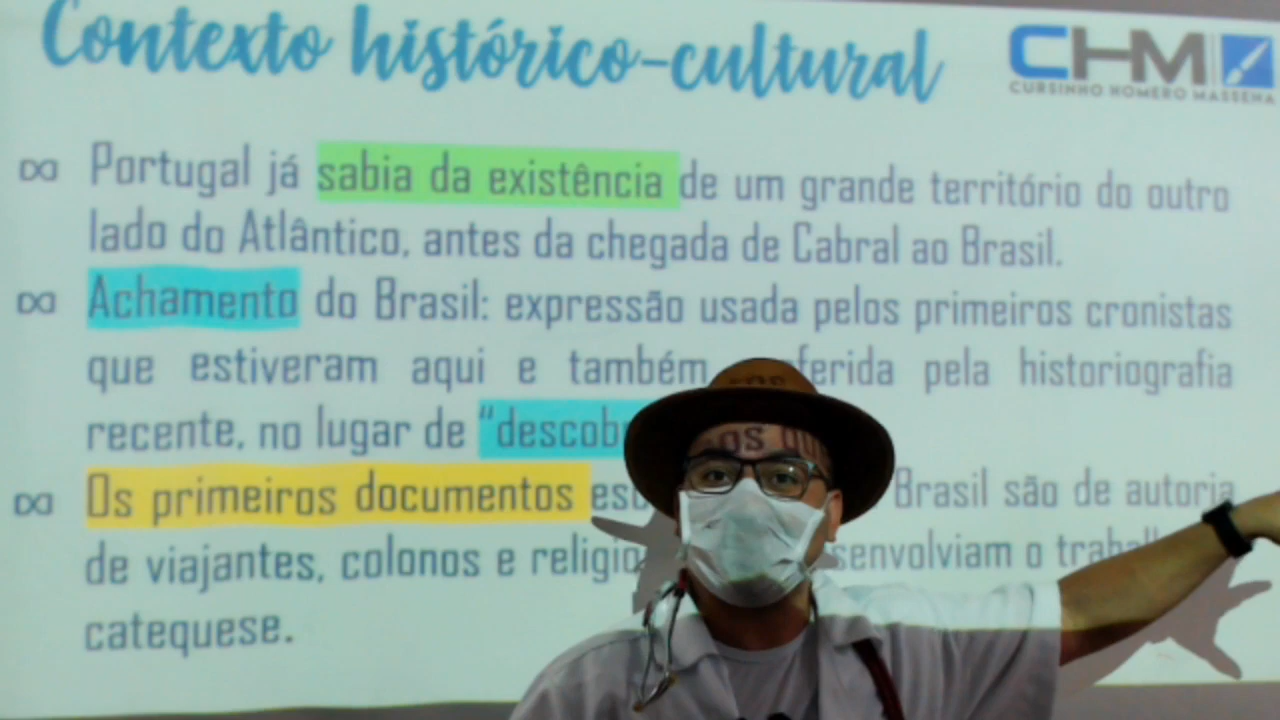 Contexto histórico-cultural
CHM
CURSINHO HOMERO MASSENA
∞ Portugal já sabia da existência de um grande território do outro
lado do Atlântico, antes da chegada de Cabral ao Brasil.
∞ Achamento do Brasil: expressão usada pelos primeiros cronistas
que estiveram aqui e também pela historiografia
recente, no lugar de
∞ Os primeiros documentos Brasil são de autoria
de viajantes, colonos e o
catequese.